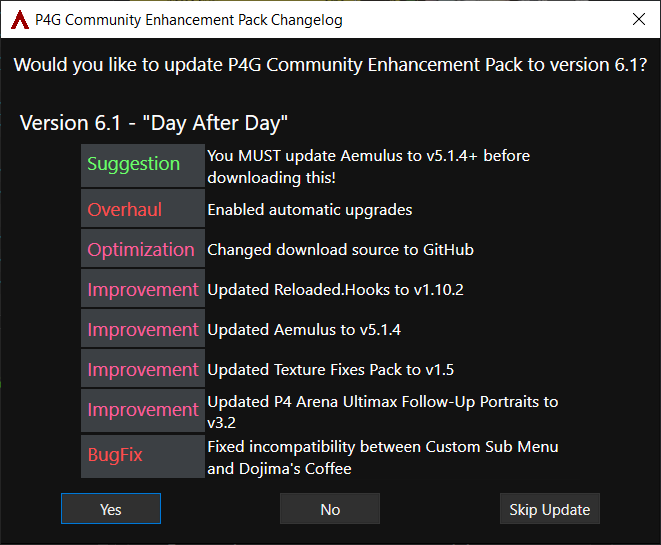 P4G Community Enhancement Pack Changelog
Would you like to update P4G Community Enhancement Pack to version 6.1?
Version 6.1 - "Day After Day"
Suggestion
You MUST update Aemulus to v5.1.4+ before
downloading this!
Overhaul
Enabled automatic upgrades
Optimization
Changed download source to GitHub
Improvement
Updated Reloaded.Hooks to v1.10.2
Improvement
Updated Aemulus to v5.1.4
Improvement
Updated Texture Fixes Pack to v1.5
Improvement
Updated P4 Arena Ultimax Follow-Up Portraits to
v3.2
BugFix
Fixed incompatibility between Custom Sub Menu
and Dojima's Coffee
Yes
No
Skip Update